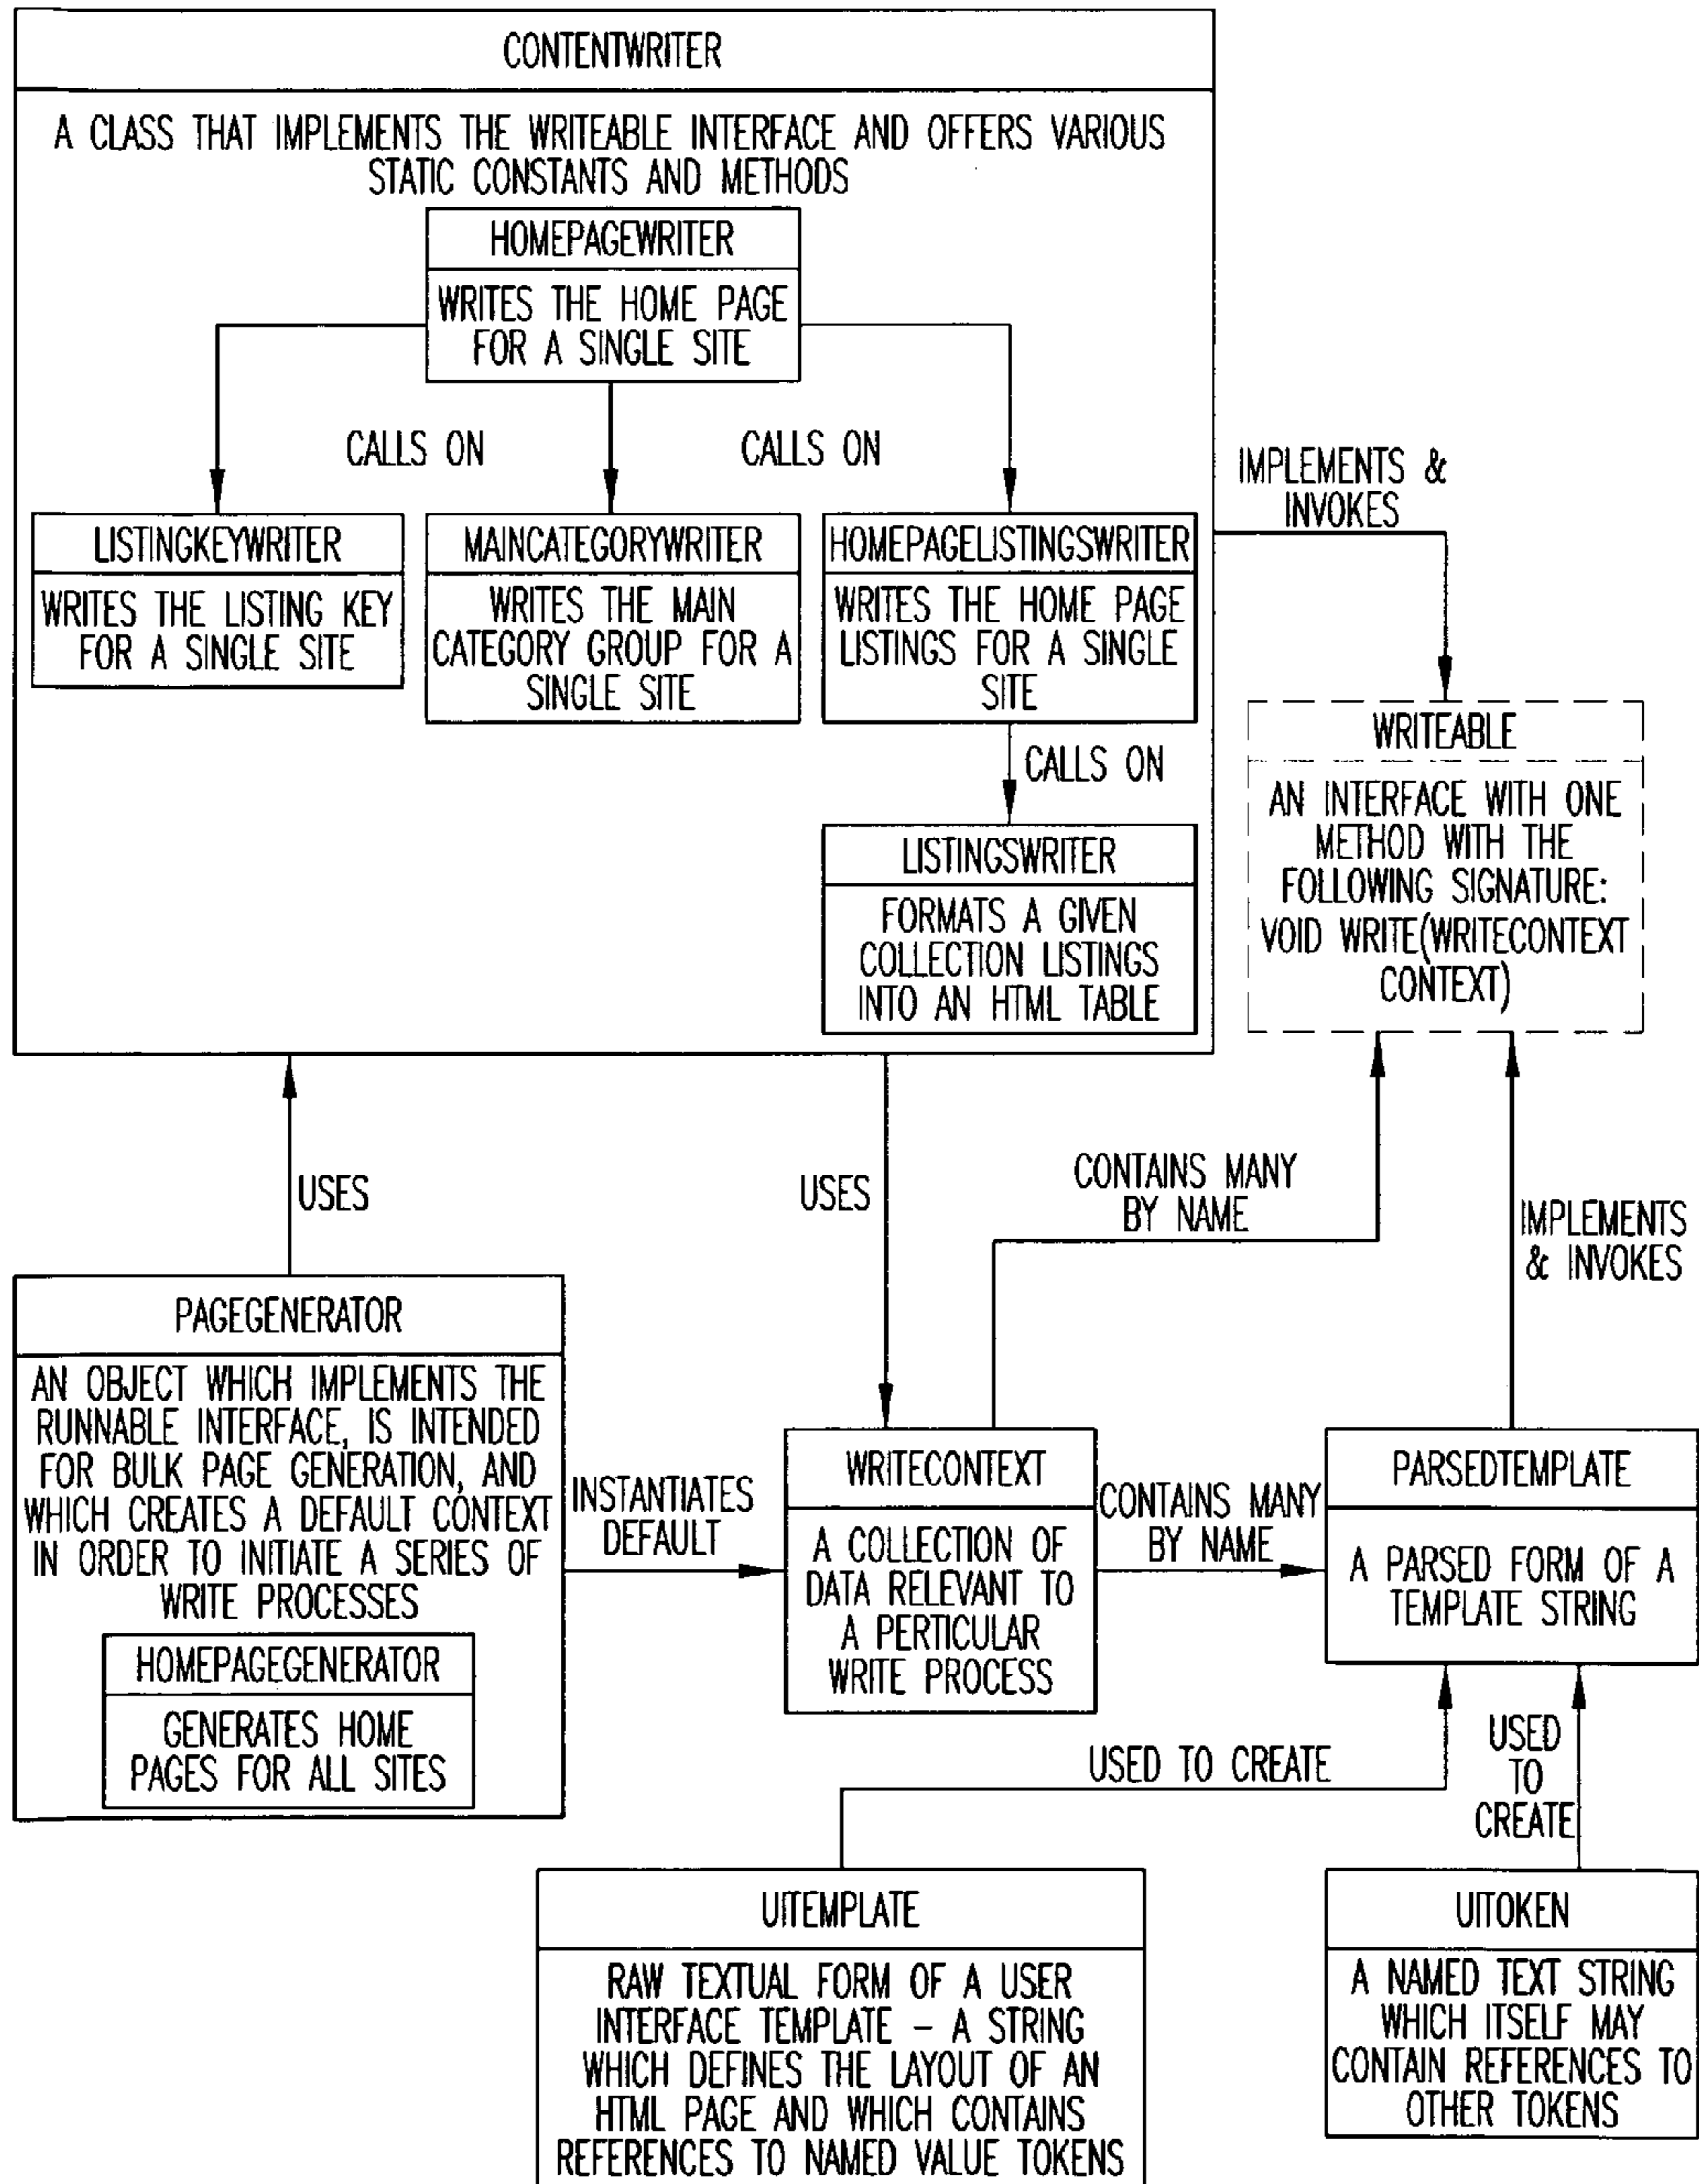 CONTENTWRITER
A CLASS THAT IMPLEMENTS THE WRITEABLE INTERFACE AND OFFERS VARIOUS
STATIC CONSTANTS AND METHODS
HOMEPAGEWRITER
WRITES THE HOME PAGE
FOR A SINGLE SITE
CALLS ON
CALLS ON
LISTINGKEYWRITER
WRITES THE LISTING KEY
FOR A SINGLE SITE
MAINCATEGORYWRITER
WRITES THE MAIN
CATEGORY GROUP FOR A
SINGLE SITE
HOMEPAGELISTINGSWRITER
WRITES THE HOME PAGE
LISTINGS FOR A SINGLE
SITE
CALLS ON
LISTINGSWRITER
FORMATS A GIVEN
COLLECTION LISTINGS
INTO AN HTML TABLE
IMPLEMENTS &
INVOKES
WRITEABLE
AN INTERFACE WITH ONE
METHOD WITH THE
FOLLOWING SIGNATURE:
VOID WRITE(WRITECONTEXT
CONTEXT)
USES
USES
CONTAINS MANY
BY NAME
IMPLEMENTS
& INVOKES
PAGEGENERATOR
AN OBJECT WHICH IMPLEMENTS THE
RUNNABLE INTERFACE, IS INTENDED
FOR BULK PAGE GENERATION, AND
WHICH CREATES A DEFAULT CONTEXT
IN ORDER TO INITIATE A SERIES OF
WRITE PROCESSES
HOMEPAGEGENERATOR
GENERATES HOME
PAGES FOR ALL SITES
INSTANTIATES
DEFAULT
WRITECONTEXT
A COLLECTION OF
DATA RELEVANT TO
A PERTICULAR
WRITE PROCESS
CONTAINS MANY
BY NAME
PARSEDTEMPLATE
A PARSED FORM OF A
TEMPLATE STRING
USED TO CREATE
USED
TO
CREATE
UITEMPLATE
RAW TEXTUAL FORM OF A USER
INTERFACE TEMPLATE – A STRING
WHICH DEFINES THE LAYOUT OF AN
HTML PAGE AND WHICH CONTAINS
REFERENCES TO NAMED VALUE TOKENS
UITOKEN
A NAMED TEXT STRING
WHICH ITSELF MAY
CONTAIN REFERENCES TO
OTHER TOKENS